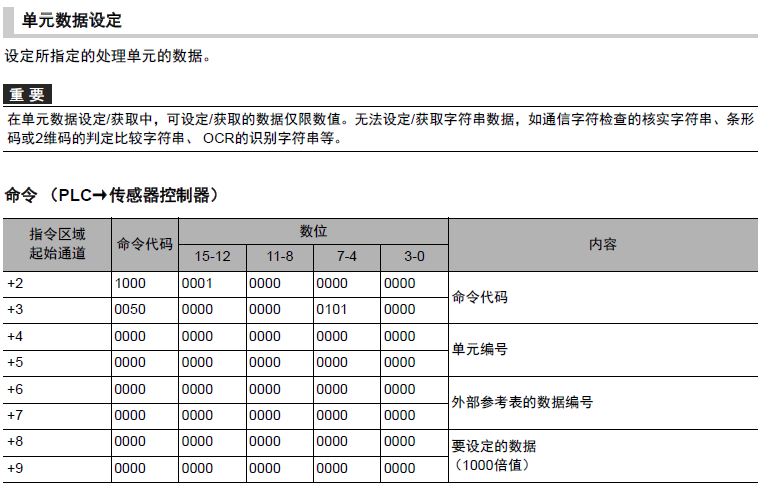 单元数据设定
设定所指定的处理单元的数据。
重要
在单元数据设定/获取中，可设定/获取的数据仅限数值。无法设定/获取字符串数据，如通信字符检查的核实字符串、条形
码或2维码的判定比较字符串、 OCR的识别字符串等。
命令 （PLC➞传感器控制器）
指令区域 起始通道 命令代码 数位 内容
15-12 11-8 7-4 3-0
+2 1000 0001 0000 0000 0000 命令代码
+3 0050 0000 0000 0101 0000
+4 0000 0000 0000 0000 0000 单元编号
+5 0000 0000 0000 0000 0000
+6 0000 0000 0000 0000 0000 外部参考表的数据编号
+7 0000 0000 0000 0000 0000
+8 0000 0000 0000 0000 0000 要设定的数据
（1000倍值）
+9 0000 0000 0000 0000 0000